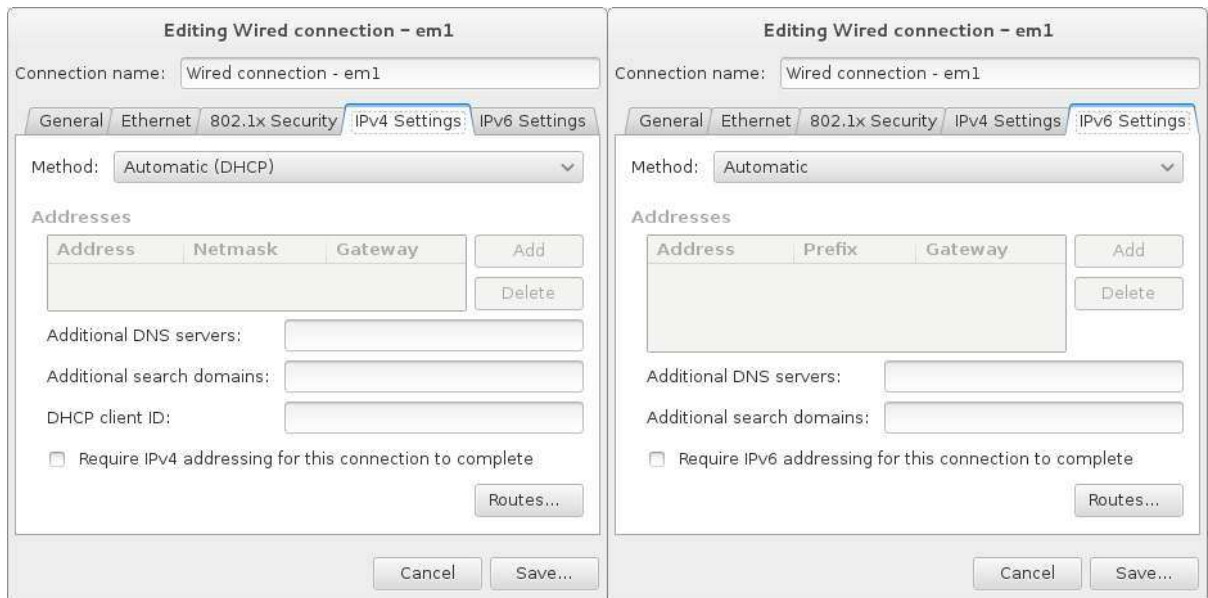 Editing Wired connection – em1
Connection name: Wired connection - em1
General Ethernet 802.1x Security IPv4 Settings IPv6 Settings
Method: Automatic (DHCP)
Addresses
Address Netmask Gateway Add
Delete
Additional DNS servers:
Additional search domains:
DHCP client ID:
Require IPv4 addressing for this connection to complete
Routes...
Cancel Save...
Editing Wired connection – em1
Connection name: Wired connection - em1
General Ethernet 802.1x Security IPv4 Settings IPv6 Settings
Method: Automatic
Addresses
Address Prefix Gateway Add
Delete
Additional DNS servers:
Additional search domains:
Require IPv6 addressing for this connection to complete
Routes...
Cancel Save...